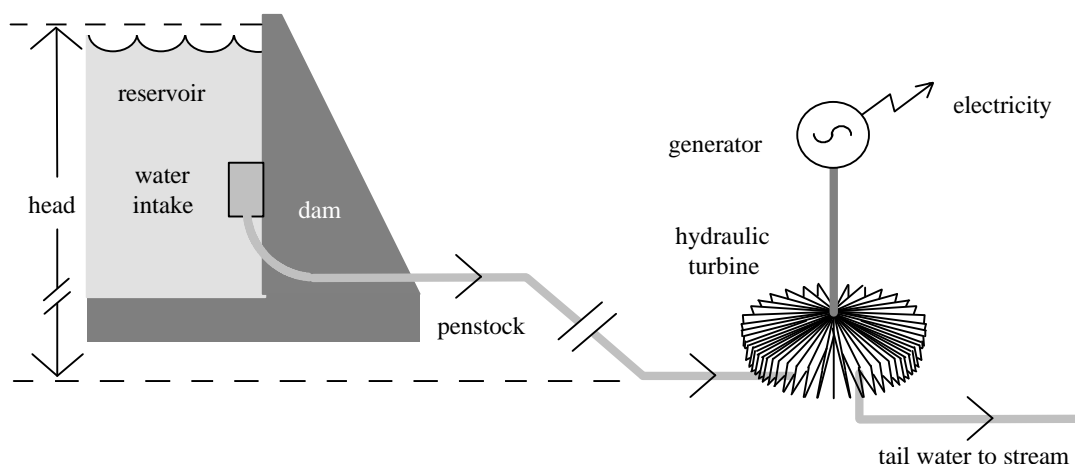 reservoir
electricity
generator
water
intake
head
dam
hydraulic
turbine
penstock
tail water to stream